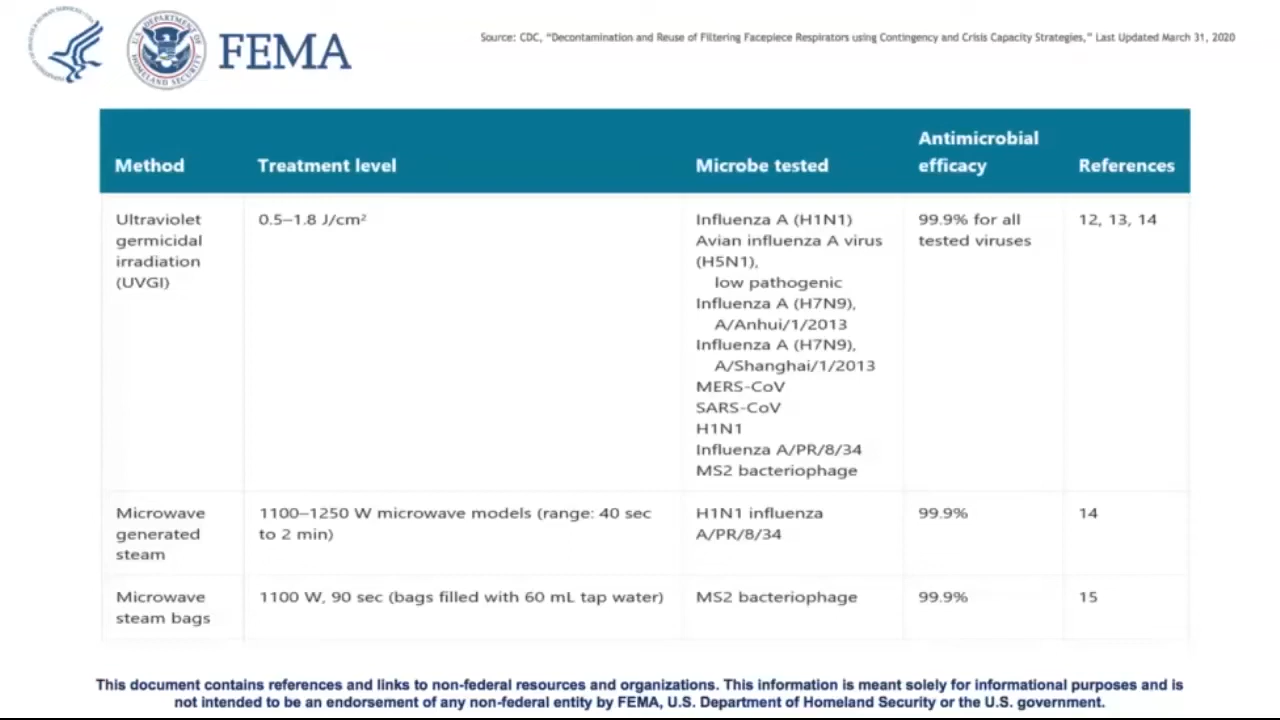 FEMA
Source: CDC, "Decontamination and Reuse of Filtering Facepiece Respirators using Contingency and Crisis Capacity Strategies," Last Updated March 31, 2020
Method
Treatment level
Microbe tested
Antimicrobial
efficacy
References
Ultraviolet
germicidal
irradiation
(UVGI)
0.5–1.8 J/cm²
Influenza A (H1N1)
Avian influenza A virus
(H5N1),
low pathogenic
Influenza A (H7N9),
A/Anhui/1/2013
Influenza A (H7N9),
A/Shanghai/1/2013
MERS-CoV
SARS-CoV
H1N1
Influenza A/PR/8/34
MS2 bacteriophage
99.9% for all
tested viruses
12, 13, 14
Microwave
generated
steam
1100–1250 W microwave models (range: 40 sec
to 2 min)
H1N1 influenza
A/PR/8/34
99.9%
14
Microwave
steam bags
1100 W, 90 sec (bags filled with 60 mL tap water)
MS2 bacteriophage
99.9%
15
This document contains references and links to non-federal resources and organizations. This information is meant solely for informational purposes and is
not intended to be an endorsement of any non-federal entity by FEMA, U.S. Department of Homeland Security or the U.S. government.